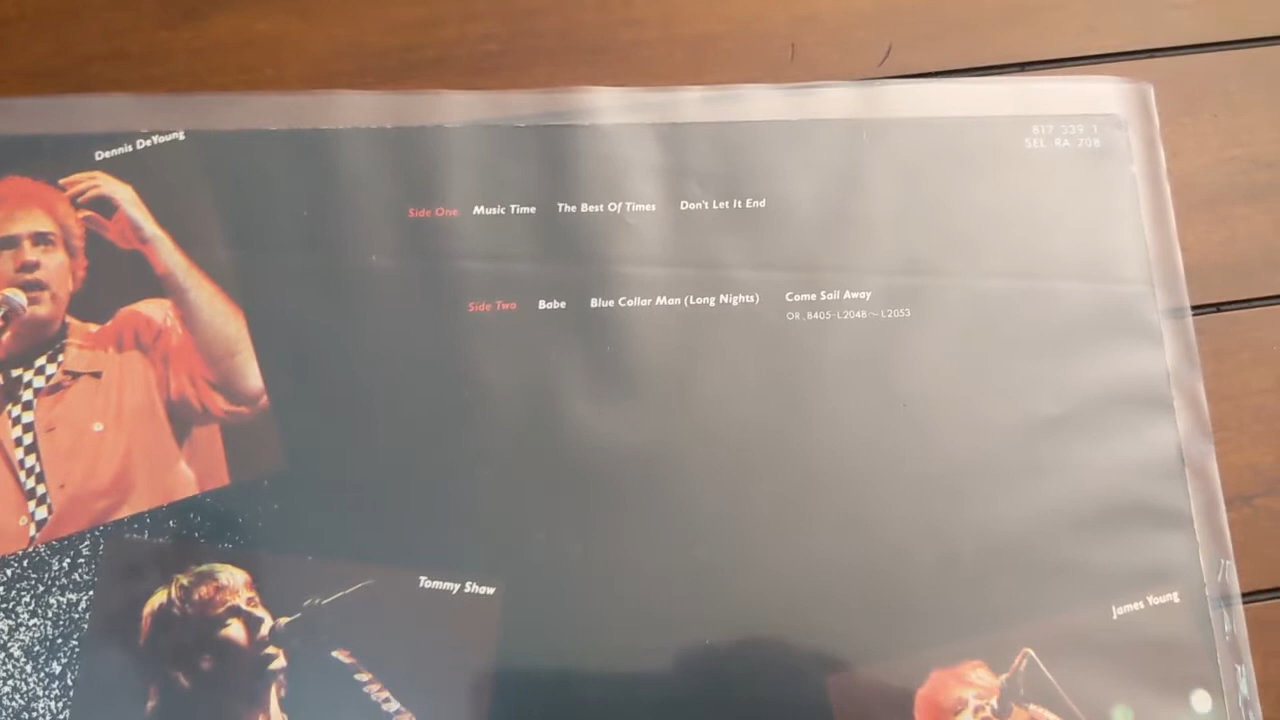 Dennis DeYoung
817 339 1
SEL-RA 708
Side One Music Time The Best Of Times Don't Let It End
Side Two Babe Blue Collar Man (Long Nights) Come Sail Away
OR.8405-L2048~L2053
Tommy Shaw
James Young